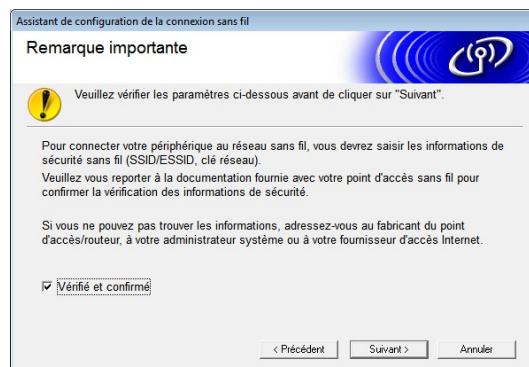 Assistant de configuration de la connexion sans fil
Remarque importante
Veuillez vérifier les paramètres ci-dessous avant de cliquer sur "Suivant".
Pour connecter votre périphérique au réseau sans fil, vous devrez saisir les informations de
sécurité sans fil (SSID/ESSID, clé réseau).
Veuillez vous reporter à la documentation fournie avec votre point d'accès sans fil pour
confirmer la vérification des informations de sécurité.
Si vous ne pouvez pas trouver les informations, adressez-vous au fabricant du point
d'accès/routeur, à votre administrateur système ou à votre fournisseur d'accès Internet.
Vérifié et confirmé
< Précédent
Suivant >
Annuler